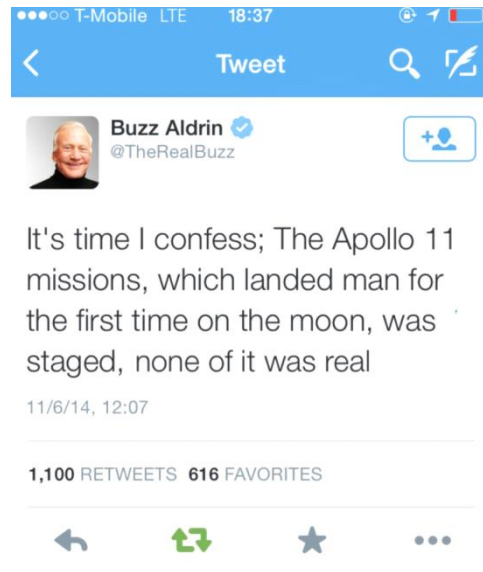 T-Mobile LTE 18:37
Tweet
Buzz Aldrin
@TheRealBuzz
It's time I confess; The Apollo 11
missions, which landed man for
the first time on the moon, was
staged, none of it was real
11/6/14, 12:07
1,100 RETWEETS 616 FAVORITES